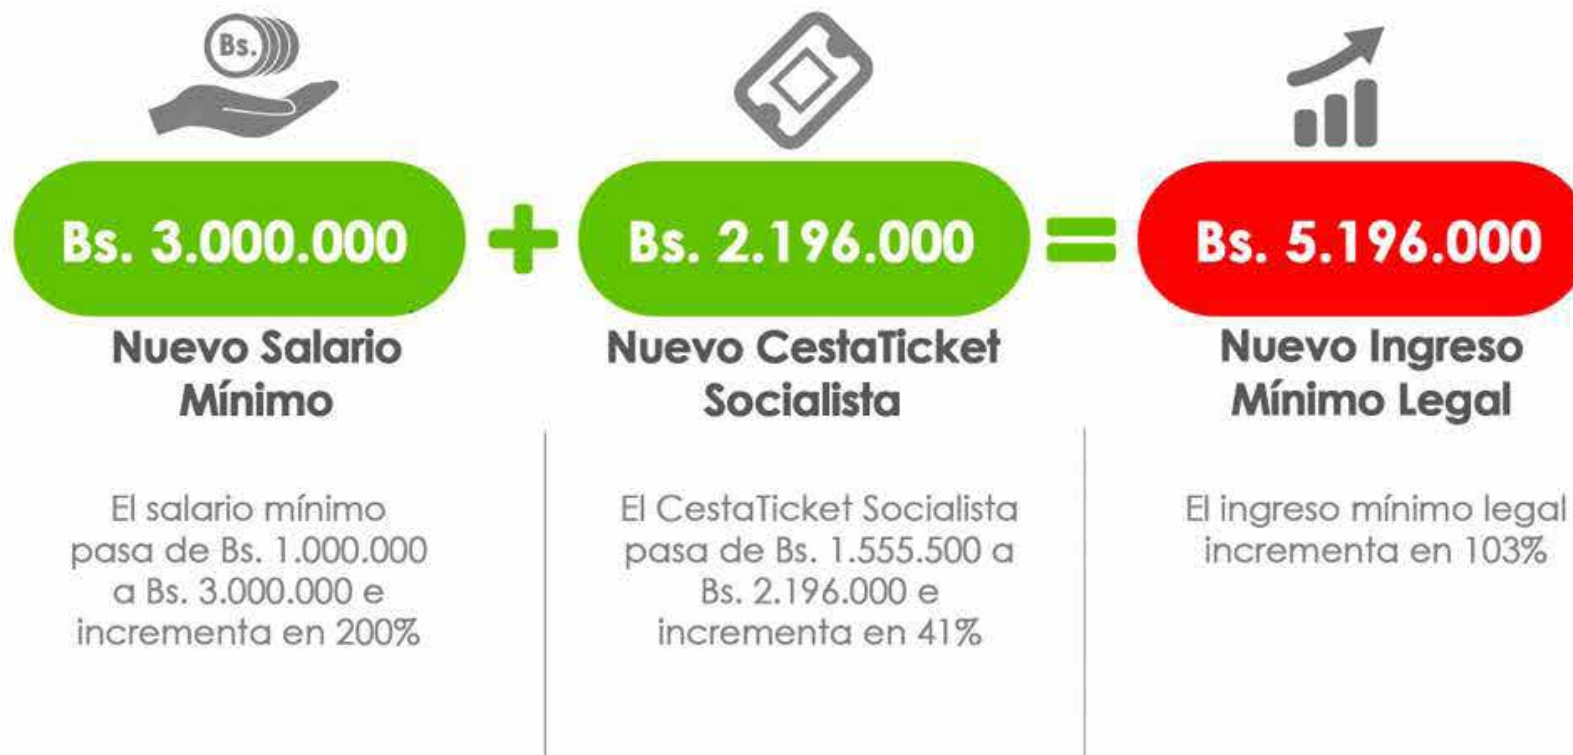 Bs.
Bs. 3.000.000
+
Bs. 2.196.000
=
Bs. 5.196.000
Nuevo Salario
Mínimo
Nuevo CestaTicket
Socialista
Nuevo Ingreso
Mínimo Legal
El salario mínimo
pasa de Bs. 1.000.000
a Bs. 3.000.000 e
incrementa en 200%
El CestaTicket Socialista
pasa de Bs. 1.555.500 a
Bs. 2.196.000 e
incrementa en 41%
El ingreso mínimo legal
incrementa en 103%